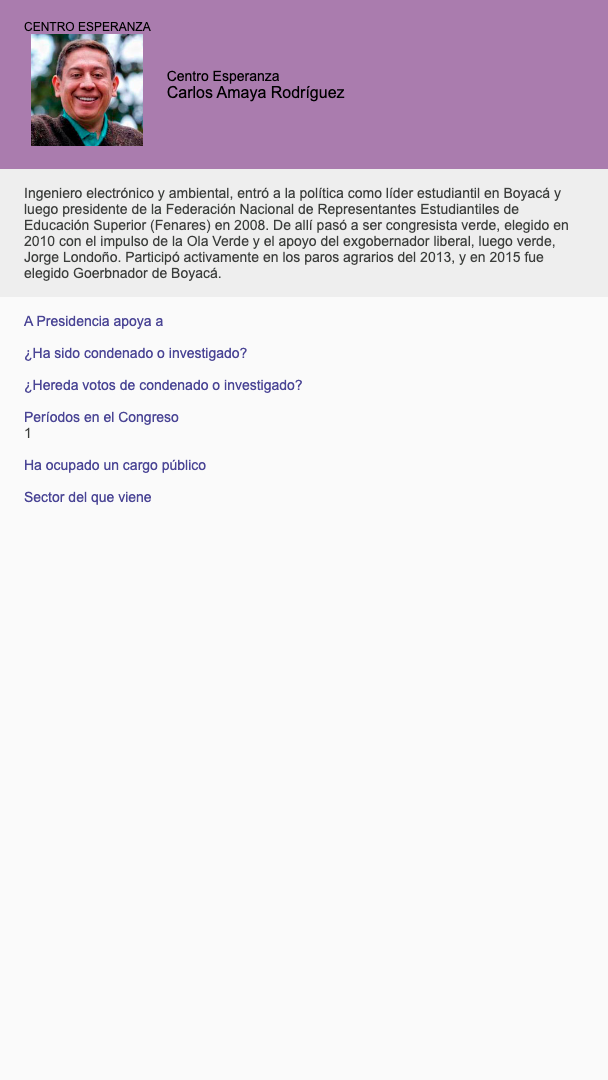 CENTRO ESPERANZA
Centro Esperanza
Carlos Amaya Rodríguez
Ingeniero electrónico y ambiental, entró a la política como líder estudiantil en Boyacá y
luego presidente de la Federación Nacional de Representantes Estudiantiles de
Educación Superior (Fenares) en 2008. De allí pasó a ser congresista verde, elegido en
2010 con el impulso de la Ola Verde y el apoyo del exgobernador liberal, luego verde,
Jorge Londoño. Participó activamente en los paros agrarios del 2013, y en 2015 fue
elegido Goerbnador de Boyacá.
A Presidencia apoya a
¿Ha sido condenado o investigado?
¿Hereda votos de condenado o investigado?
Períodos en el Congreso
1
Ha ocupado un cargo público
Sector del que viene